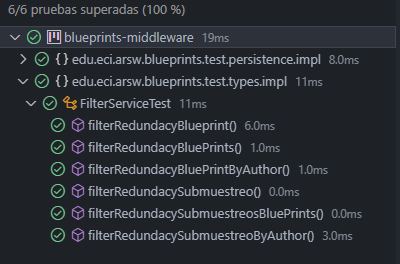 6/6 pruebas superadas (100 %)
blueprints-middleware 19ms
{} edu.eci.arsw.blueprints.test.persistence.impl 8.0ms
{} edu.eci.arsw.blueprints.test.types.impl 11ms
FilterServiceTest 11ms
filterRedundacyBlueprint() 6.0ms
filterRedundacyBluePrints() 1.0ms
filterRedundacyBluePrintByAuthor() 1.0ms
filterRedundacySubmuestreo() 0.0ms
filterRedundacySubmuestreosBluePrints() 0.0ms
filterRedundacySubmuestreoByAuthor() 3.0ms